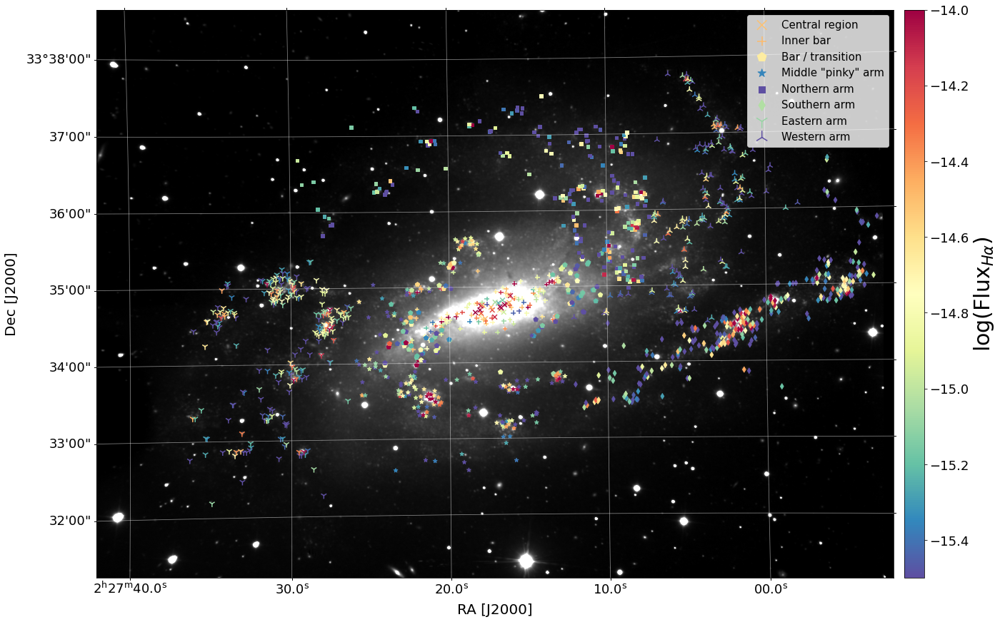 Central region
Inner bar
Bar / transition
Middle "pinky" arm
Northern arm
Southern arm
Eastern arm
Western arm
33°38'00"
37'00"
36'00"
35'00"
34'00"
33'00"
32'00"
Dec [J2000]
2ʰ27ᵐ40.0ˢ
30.0ˢ
20.0ˢ
10.0ˢ
00.0ˢ
RA [J2000]
−14.0
−14.2
−14.4
−14.6
−14.8
−15.0
−15.2
−15.4
log(Flux_Hα)